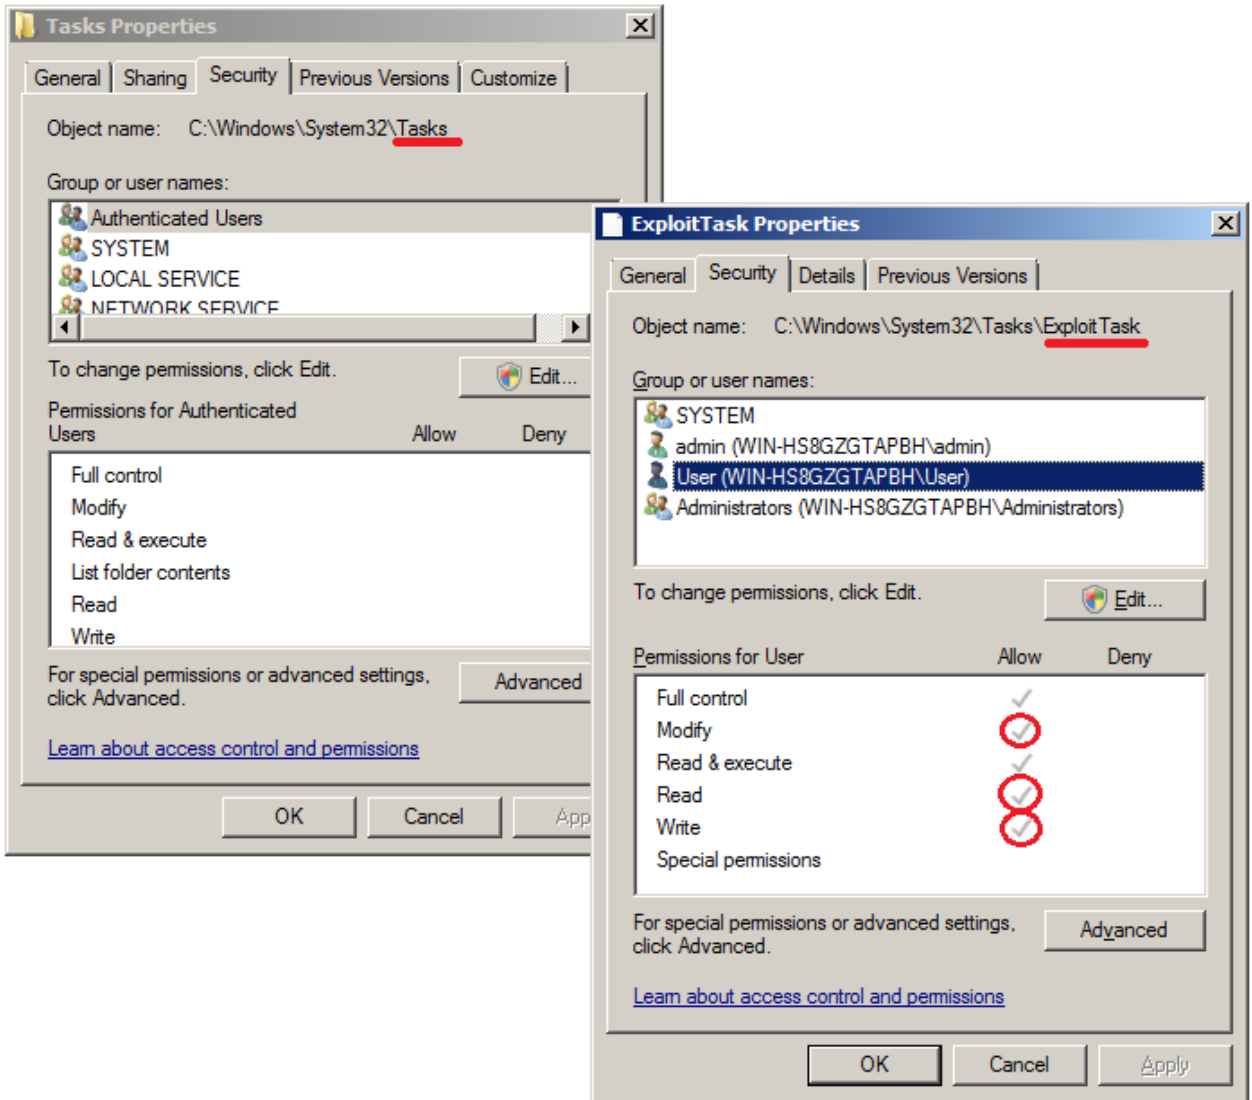 Tasks Properties
General Sharing Security Previous Versions Customize
Object name: C:\Windows\System32\Tasks
Group or user names:
Authenticated Users
SYSTEM
LOCAL SERVICE
NETWORK SERVICE
To change permissions, click Edit.
Edit...
Permissions for Authenticated
Users Allow Deny
Full control
Modify
Read & execute
List folder contents
Read
Write
For special permissions or advanced settings,
click Advanced.
Advanced
Learn about access control and permissions
OK Cancel App
ExploitTask Properties
General Security Details Previous Versions
Object name: C:\Windows\System32\Tasks\ExploitTask
Group or user names:
SYSTEM
admin (WIN-HS8GZGTAPBH\admin)
User (WIN-HS8GZGTAPBH\User)
Administrators (WIN-HS8GZGTAPBH\Administrators)
To change permissions, click Edit.
Edit...
Permissions for User Allow Deny
Full control
Modify
Read & execute
Read
Write
Special permissions
For special permissions or advanced settings,
click Advanced.
Advanced
Learn about access control and permissions
OK Cancel Apply